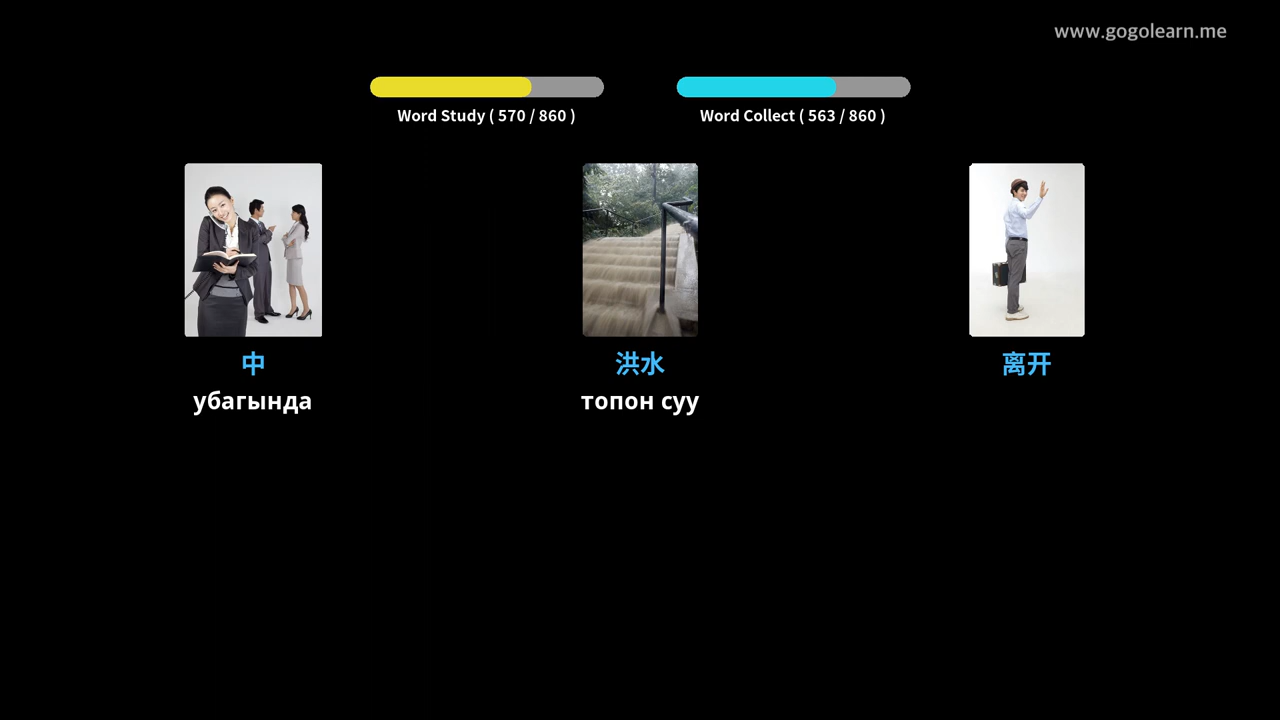 www.gogolearn.me
Word Study ( 570 / 860 )
Word Collect ( 563 / 860 )
中
洪水
离开
убагында
топон суу